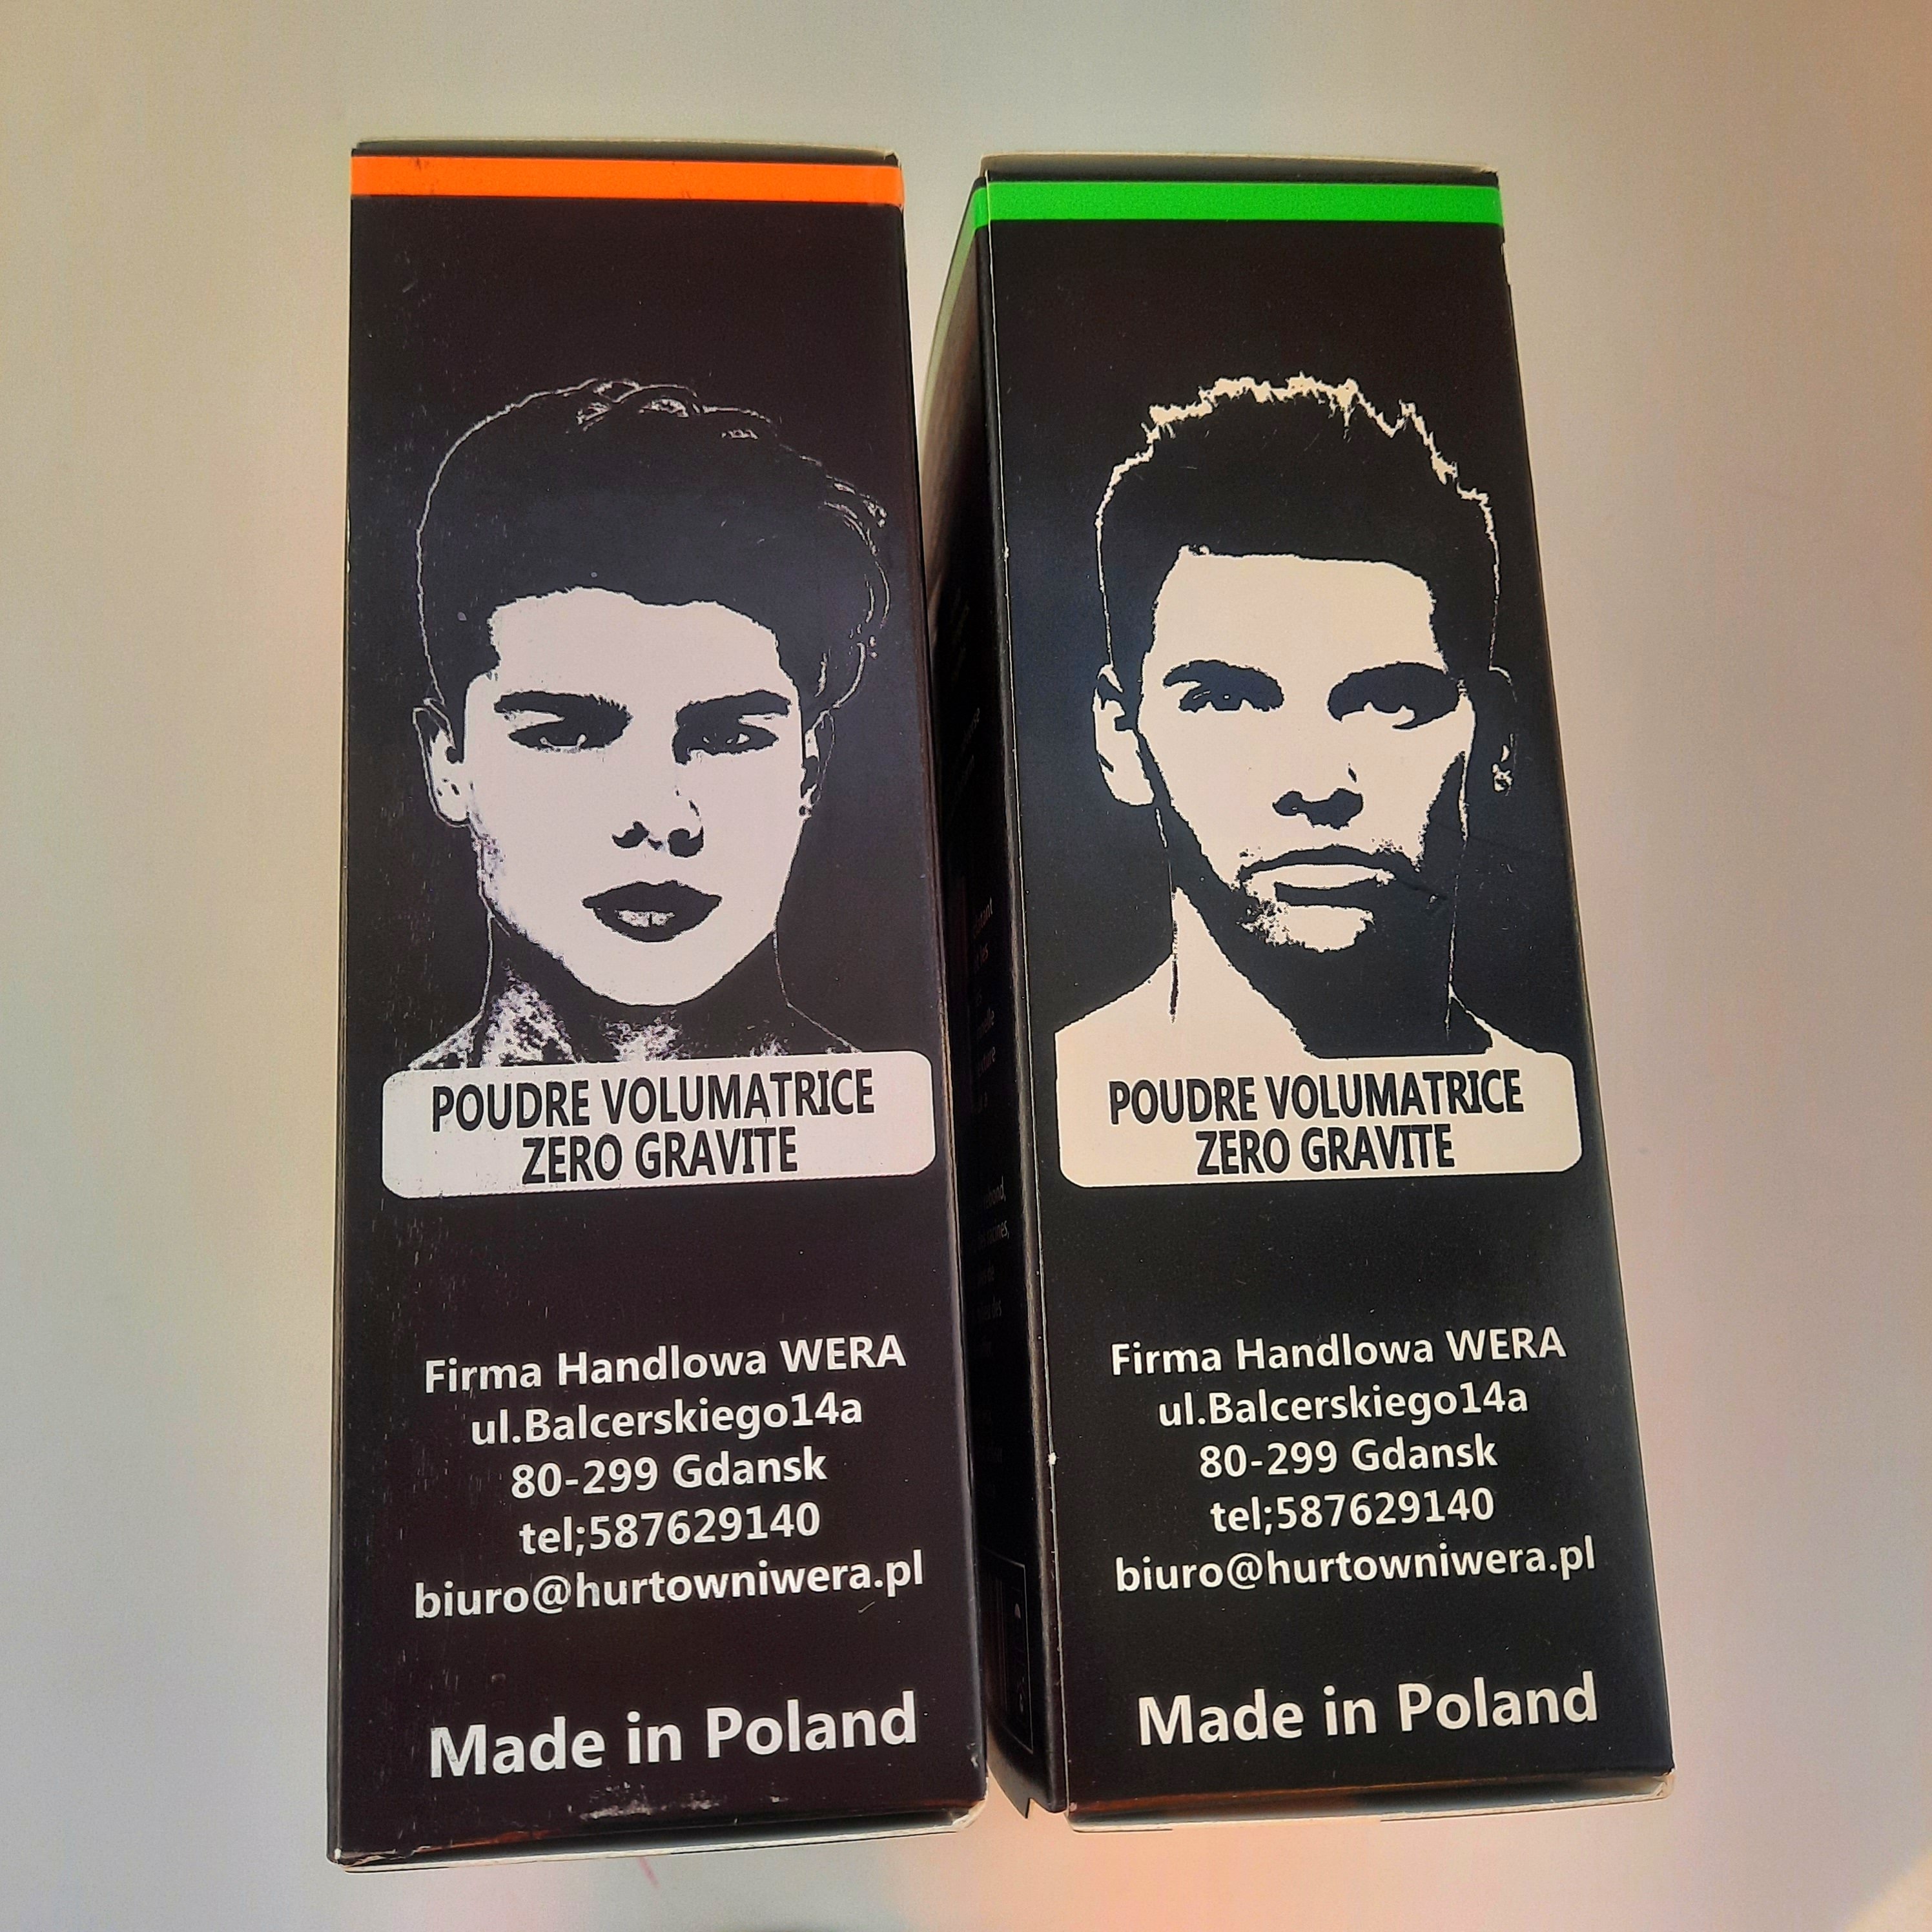 POUDRE VOLUMATRICE
ZERO GRAVITE
Firma Handlowa WERA
ul.Balcerskiego14a
80-299 Gdansk
tel;587629140
biuro@hurtowniwera.pl
Made in Poland
POUDRE VOLUMATRICE
ZERO GRAVITE
Firma Handlowa WERA
ul.Balcerskiego14a
80-299 Gdansk
tel;587629140
biuro@hurtowniwera.pl
Made in Poland